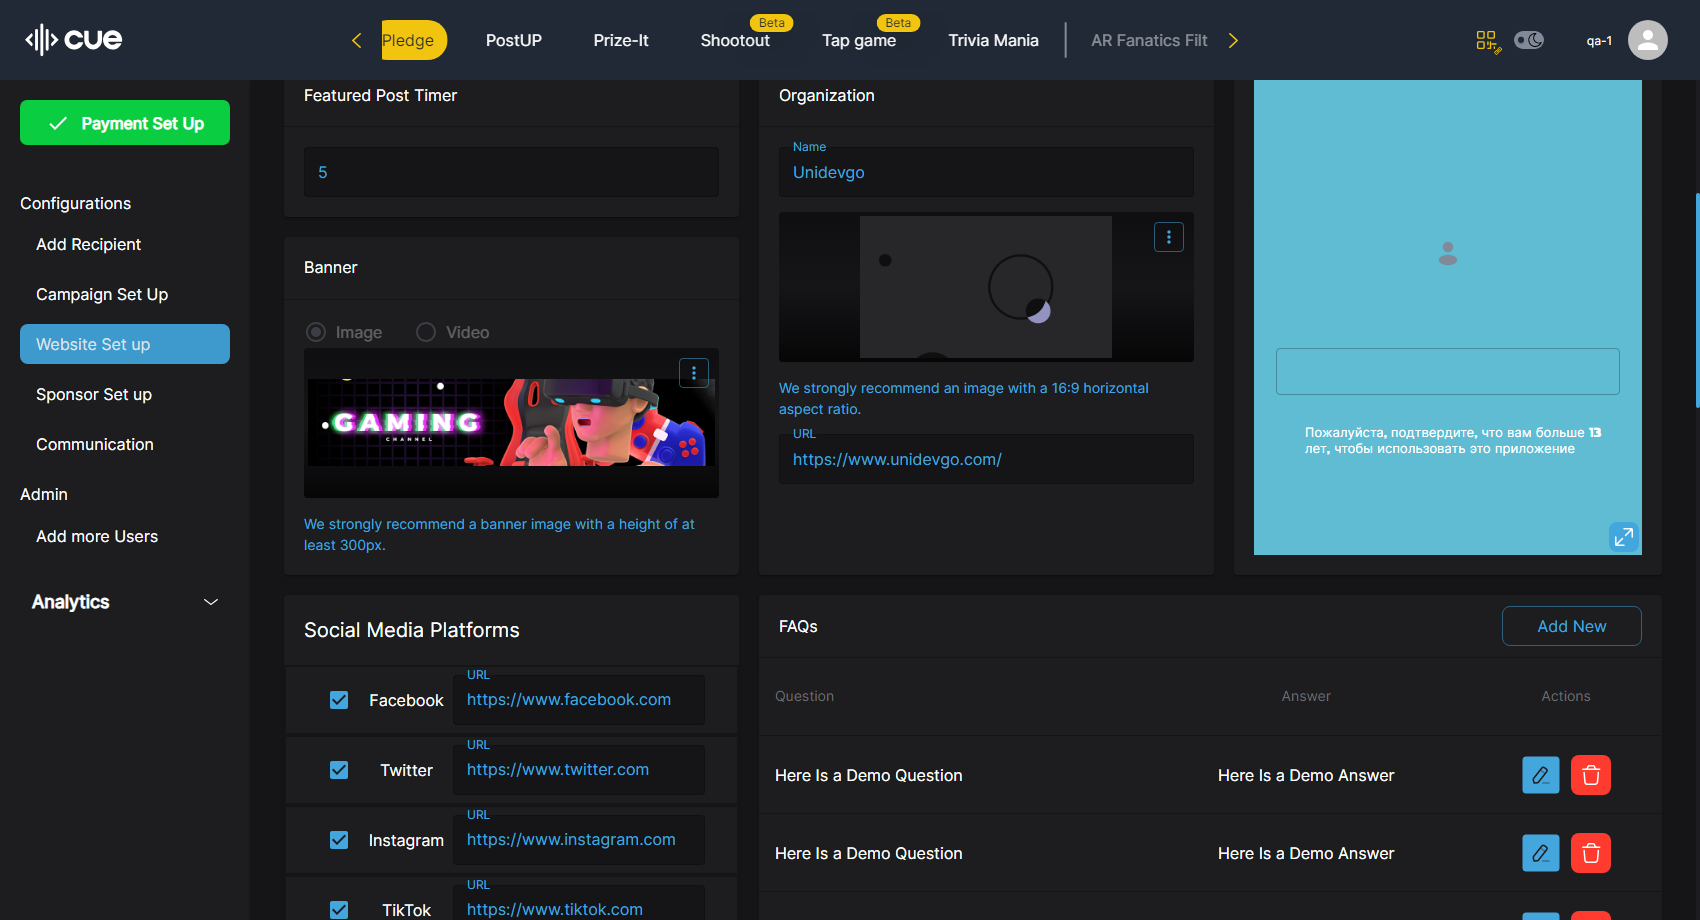 cue
Pledge
PostUP
Prize-It
Shootout
Beta
Tap game
Beta
Trivia Mania
AR Fanatics Filt
qa-1
Payment Set Up
Configurations
Add Recipient
Campaign Set Up
Website Set up
Sponsor Set up
Communication
Admin
Add more Users
Analytics
Featured Post Timer
5
Banner
Image
Video
GAMING
CHANNEL
We strongly recommend a banner image with a height of at
least 300px.
Organization
Name
Unidevgo
We strongly recommend an image with a 16:9 horizontal
aspect ratio.
URL
https://www.unidevgo.com/
Пожалуйста, подтвердите, что вам больше 13
лет, чтобы использовать это приложение
Social Media Platforms
Facebook
URL
https://www.facebook.com
Twitter
URL
https://www.twitter.com
Instagram
URL
https://www.instagram.com
TikTok
URL
https://www.tiktok.com
FAQs
Add New
Question
Answer
Actions
Here Is a Demo Question
Here Is a Demo Answer
Here Is a Demo Question
Here Is a Demo Answer